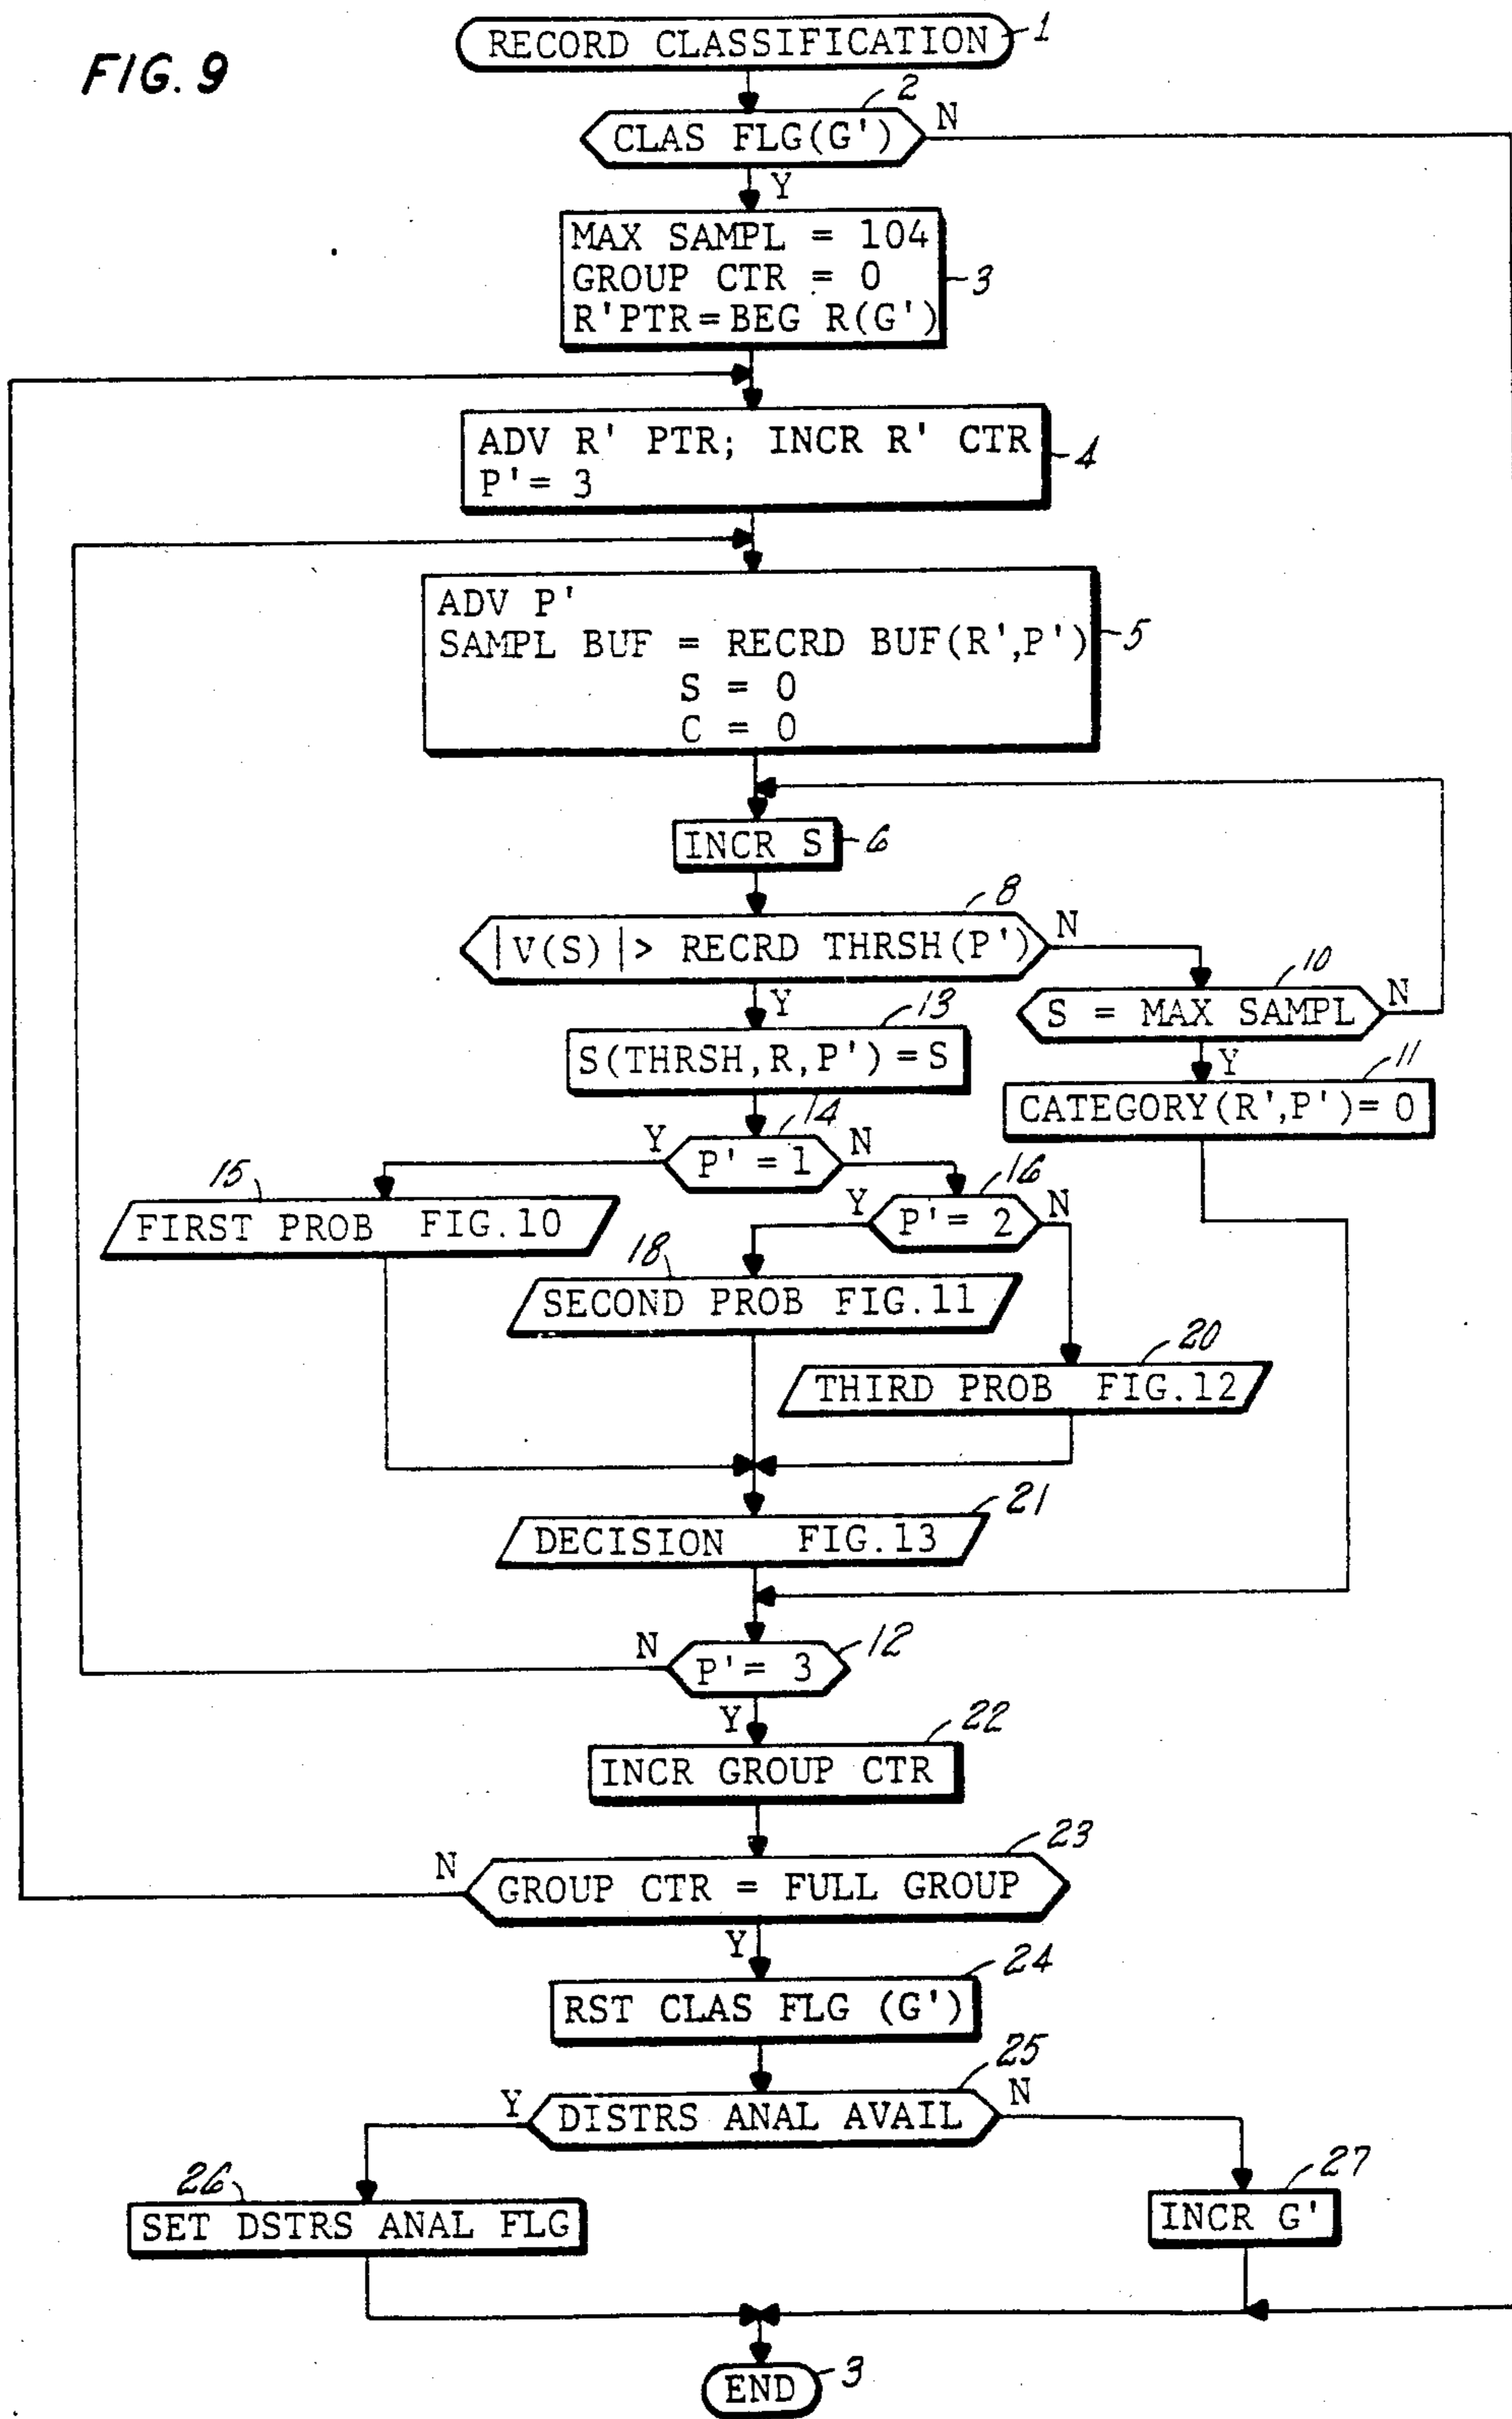 FIG. 9
RECORD CLASSIFICATION
1
2
CLAS FLG(G')
N
Y
MAX SAMPL = 104
GROUP CTR = 0
R'PTR=BEG R(G')
3
ADV R' PTR; INCR R' CTR
P'= 3
4
ADV P'
SAMPL BUF = RECRD BUF(R',P')
S = 0
C = 0
5
INCR S
6
8
|V(S)|> RECRD THRSH(P')
N
Y
10
S = MAX SAMPL
N
Y
13
S(THRSH,R,P')=S
11
CATEGORY(R',P')= 0
14
Y
P'=1
N
15
FIRST PROB FIG.10
16
Y
P'= 2
N
18
SECOND PROB FIG.11
20
THIRD PROB FIG.12
21
DECISION FIG.13
N
P'= 3
12
Y
22
INCR GROUP CTR
23
N
GROUP CTR = FULL GROUP
Y
24
RST CLAS FLG (G')
25
Y
DISTRS ANAL AVAIL
N
26
SET DSTRS ANAL FLG
27
INCR G'
END
3